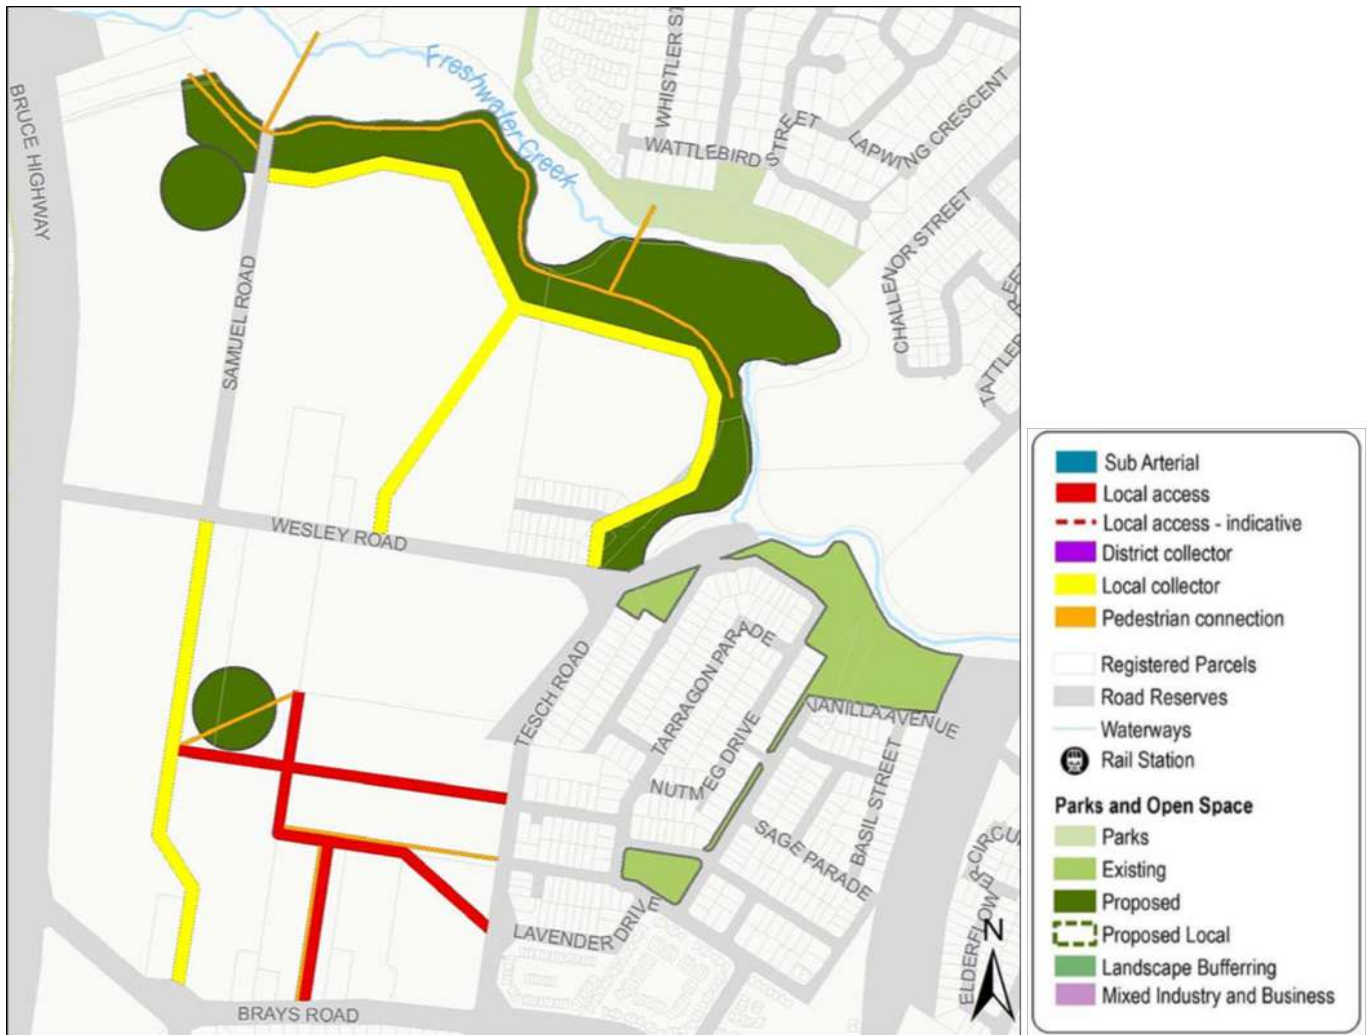 BRUCE HIGHWAY
Freshwater Creek
WHISTLER ST
WATTLEBIRD STREET
LAPWING CRESCENT
CHALLENOR STREET
SAMUEL ROAD
WESLEY ROAD
TESCH ROAD
TARRAGON PARADE
NUTMEG DRIVE
VANILLA AVENUE
BASIL STREET
SAGE PARADE
LAVENDER DRIVE
BRAYS ROAD
N
Sub Arterial
Local access
Local access - indicative
District collector
Local collector
Pedestrian connection
Registered Parcels
Road Reserves
Waterways
Rail Station
Parks and Open Space
Parks
Existing
Proposed
Proposed Local
Landscape Bufferring
Mixed Industry and Business